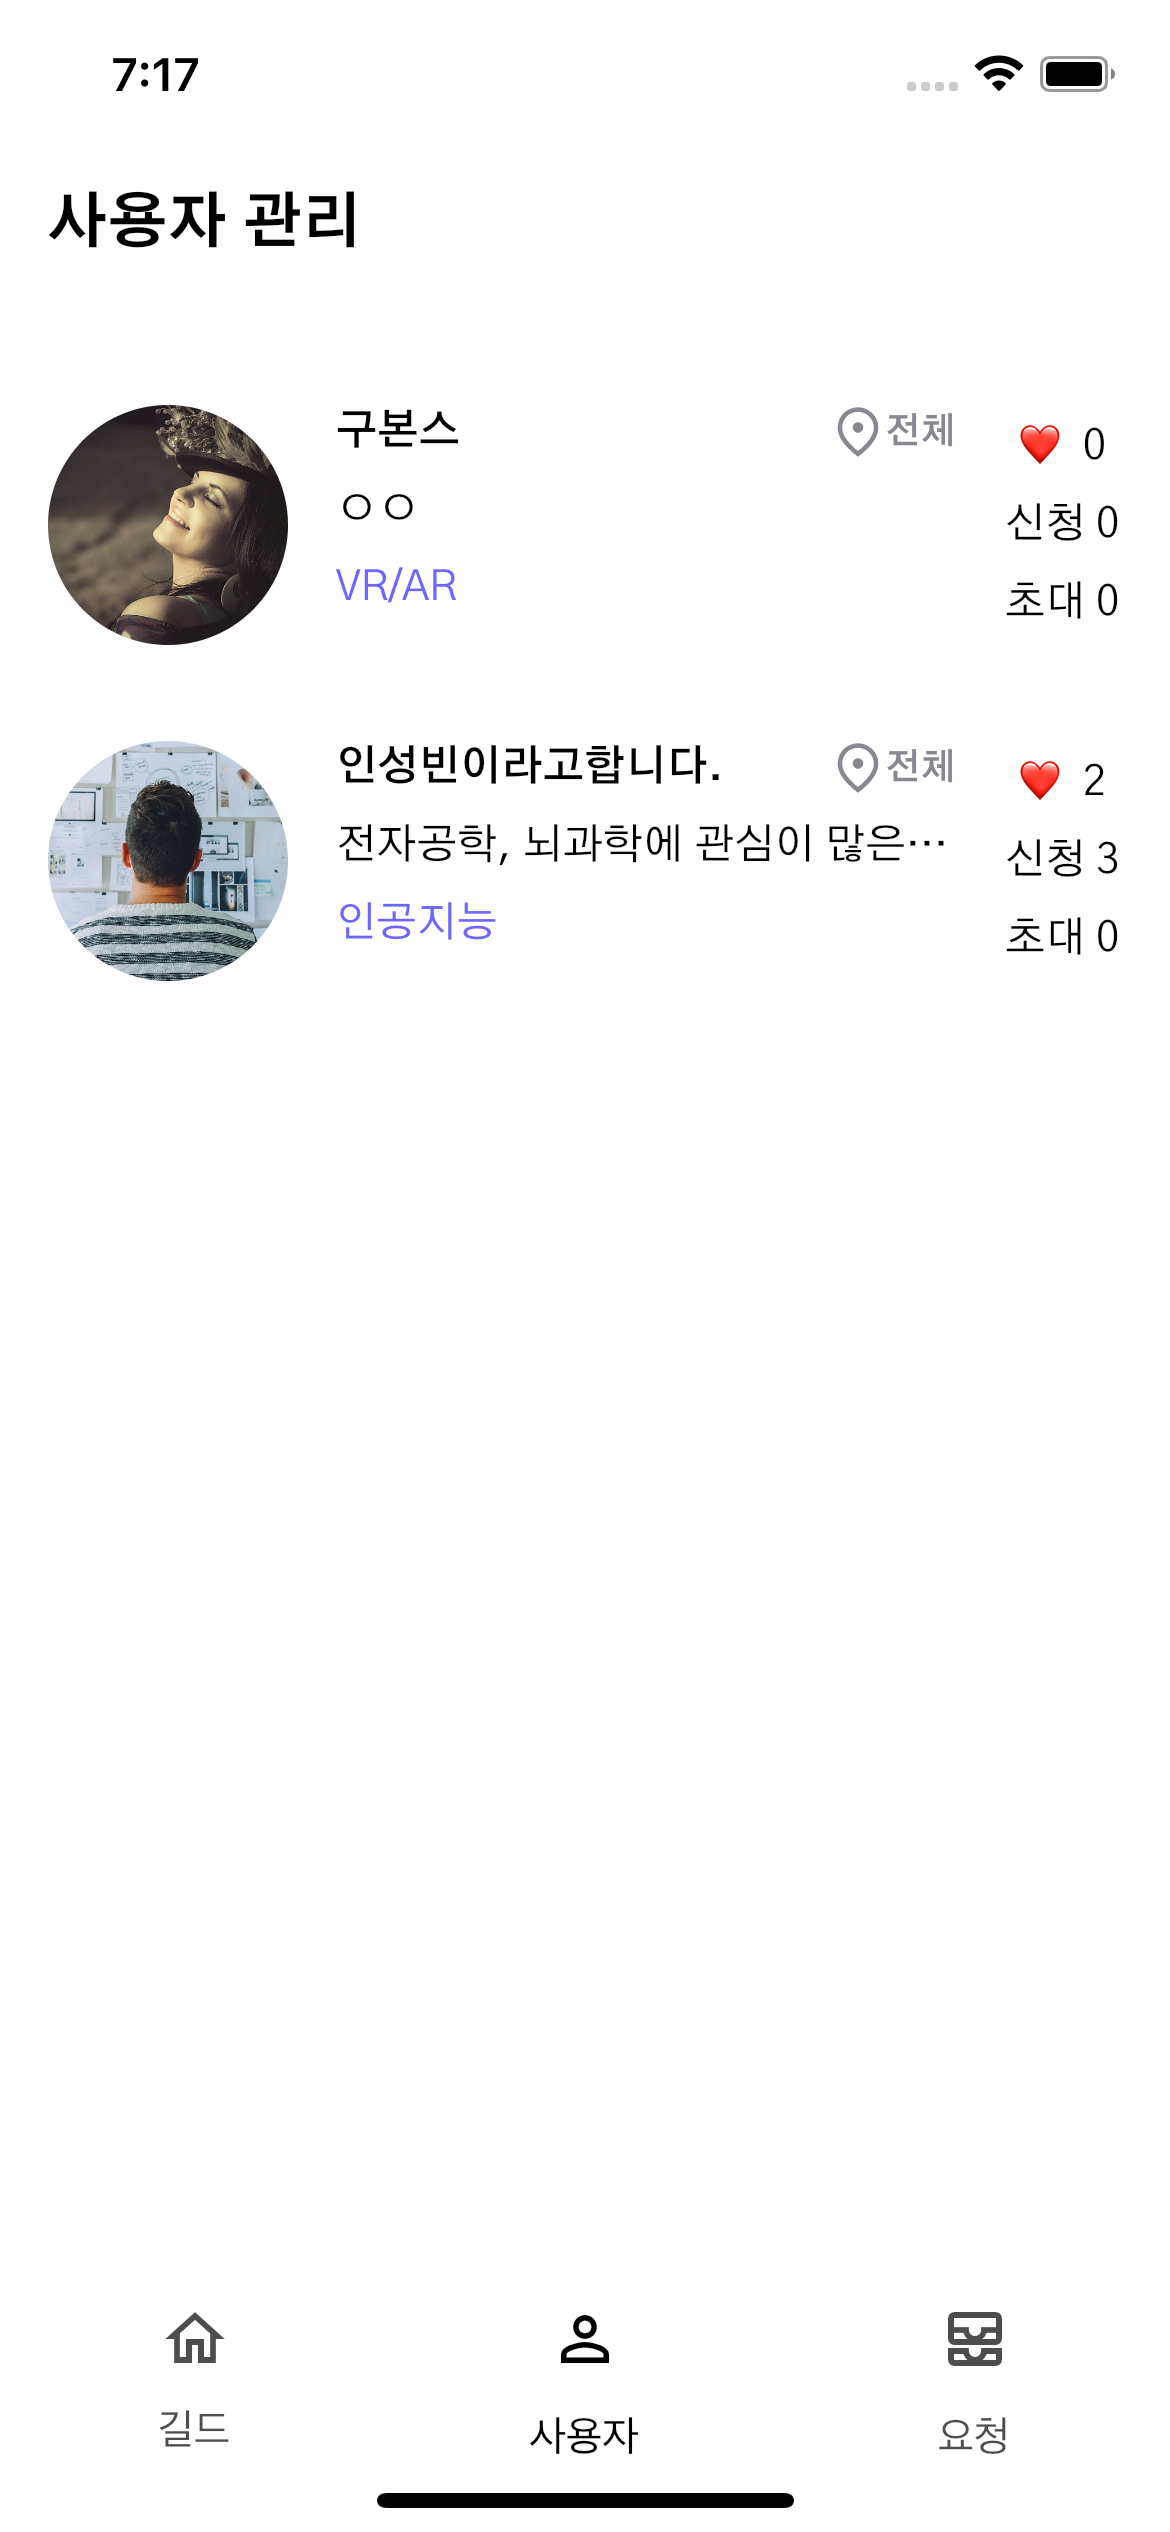 7:17
사용자 관리
구본스
전체
0
ㅇㅇ
신청 0
VR/AR
초대 0
인성빈이라고합니다.
전체
2
전자공학, 뇌과학에 관심이 많은…
신청 3
인공지능
초대 0
길드
사용자
요청